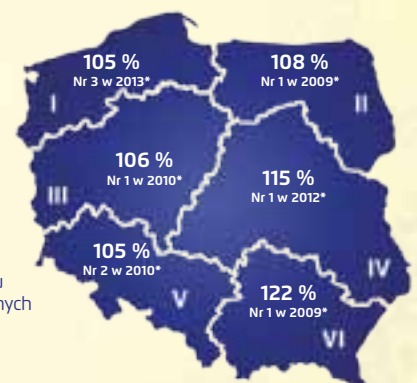 105 %
Nr 3 w 2013*
I
108 %
Nr 1 w 2009*
II
106 %
Nr 1 w 2010*
III
115 %
Nr 1 w 2012*
IV
105 %
Nr 2 w 2010*
V
122 %
Nr 1 w 2009*
VI